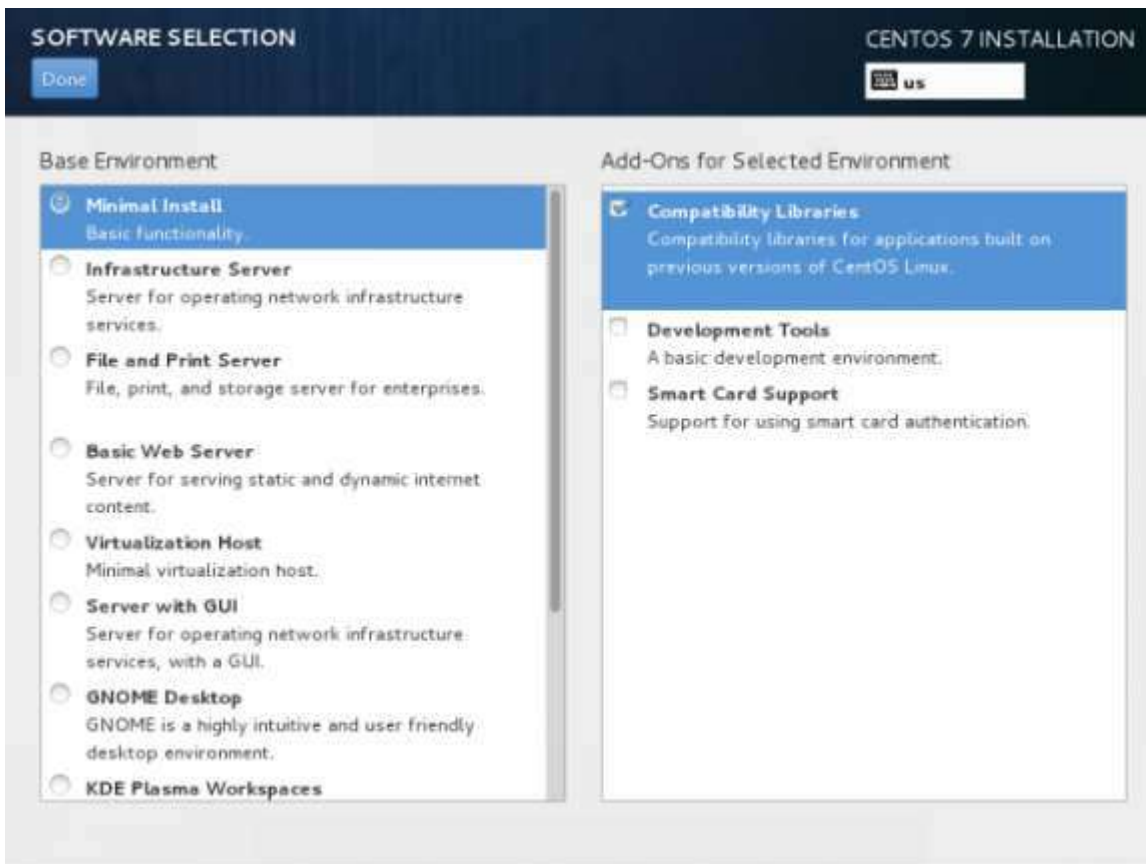 SOFTWARE SELECTION
CENTOS 7 INSTALLATION
Done
us
Base Environment
Minimal Install
Basic functionality.
Infrastructure Server
Server for operating network infrastructure
services.
File and Print Server
File, print, and storage server for enterprises.
Basic Web Server
Server for serving static and dynamic internet
content.
Virtualization Host
Minimal virtualization host.
Server with GUI
Server for operating network infrastructure
services, with a GUI.
GNOME Desktop
GNOME is a highly intuitive and user friendly
desktop environment.
KDE Plasma Workspaces
Add-Ons for Selected Environment
Compatibility Libraries
Compatibility libraries for applications built on
previous versions of CentOS Linux.
Development Tools
A basic development environment.
Smart Card Support
Support for using smart card authentication.